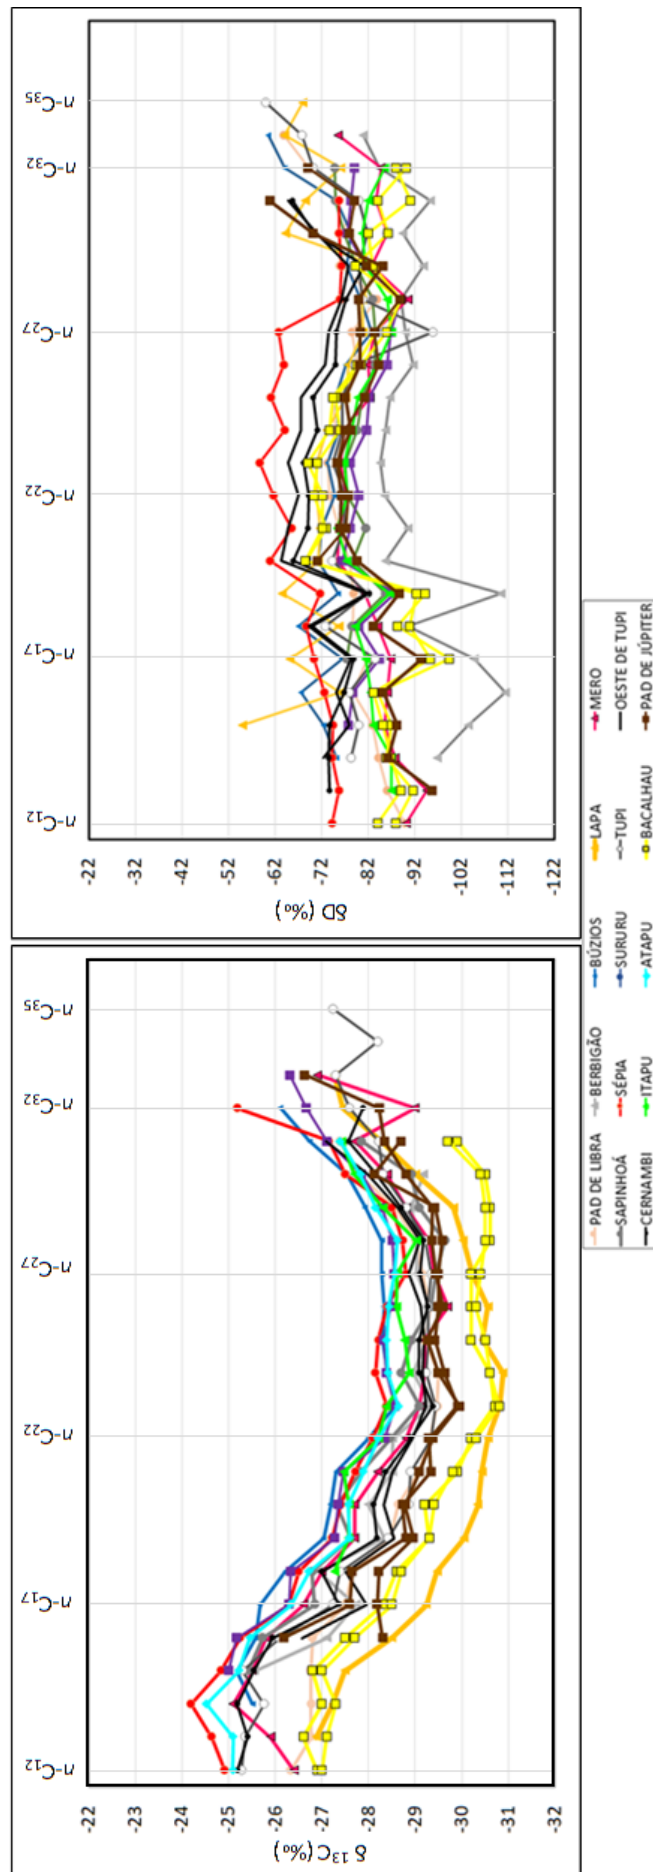 δ ¹³C (‰)
-22
-23
-24
-25
-26
-27
-28
-29
-30
-31
-32
n-C₁₂
n-C₁₇
n-C₂₂
n-C₂₇
n-C₃₂
n-C₃₅
δD (‰)
-22
-32
-42
-52
-62
-72
-82
-92
-102
-112
-122
n-C₁₂
n-C₁₇
n-C₂₂
n-C₂₇
n-C₃₂
n-C₃₅
PAD DE LIBRA BERBIGÃO BÚZIOS LAPA MERO
SAPINHOÁ SÉPIA SURURU TUPI OESTE DE TUPI
CERNAMBI ITAPU ATAPU BACALHAU PAD DE JÚPITER